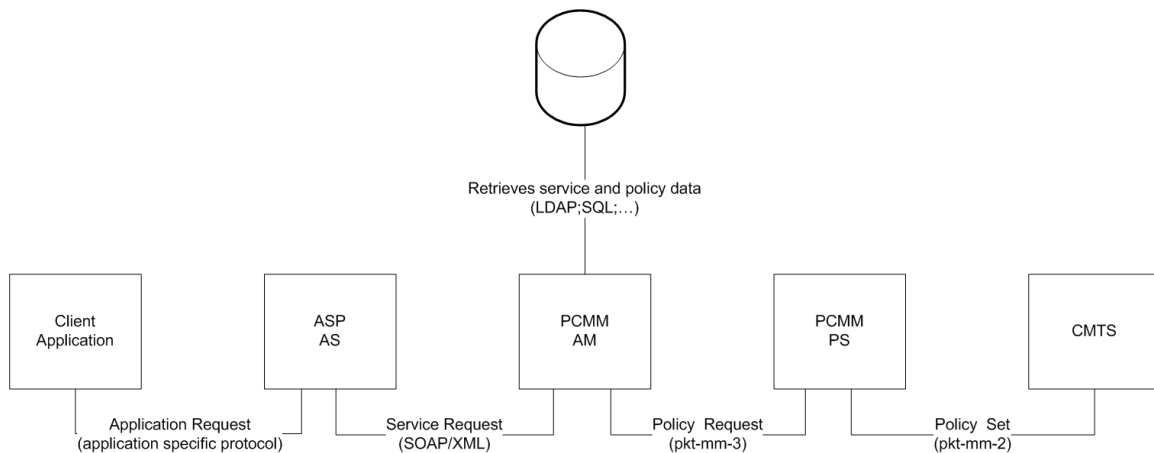 Retrieves service and policy data
(LDAP;SQL;…)
Client
Application
ASP
AS
PCMM
AM
PCMM
PS
CMTS
Application Request
(application specific protocol)
Service Request
(SOAP/XML)
Policy  Request
(pkt-mm-3)
Policy  Set
(pkt-mm-2)